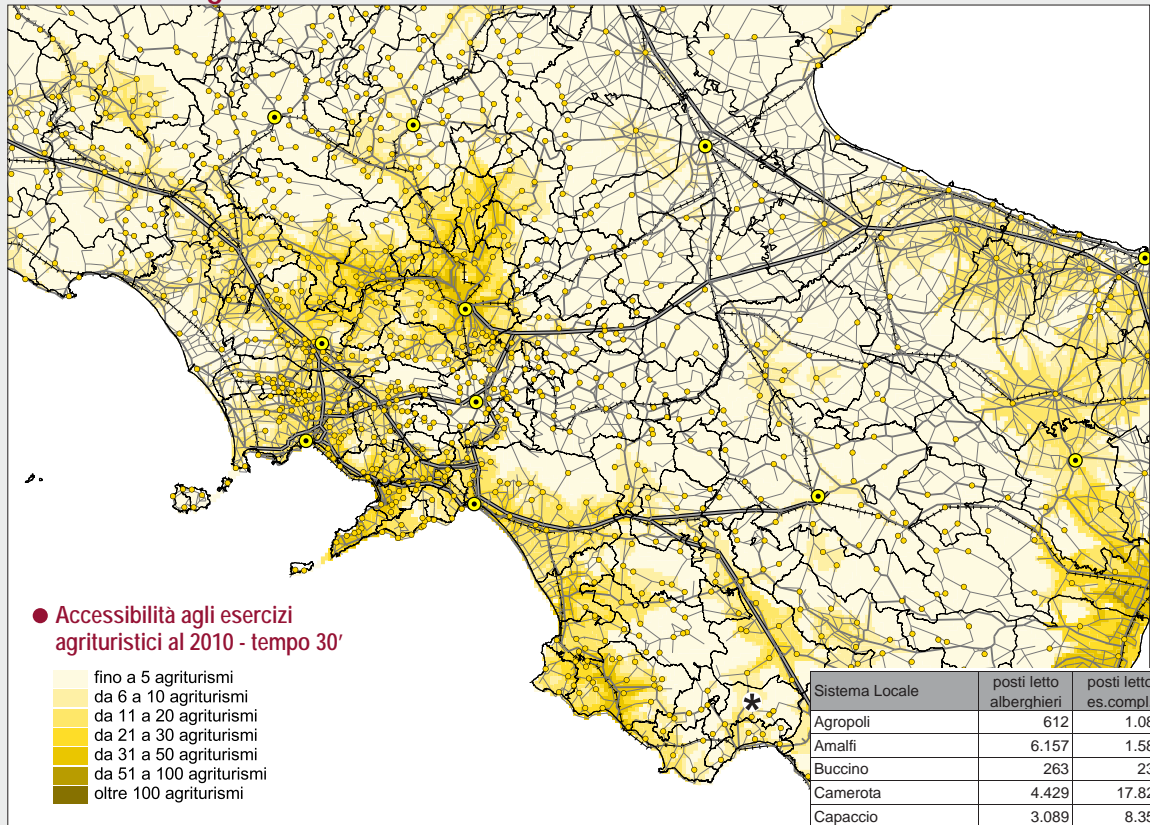 ● Accessibilità agli esercizi
agrituristici al 2010 - tempo 30'
fino a 5 agriturismi
da 6 a 10 agriturismi
da 11 a 20 agriturismi
da 21 a 30 agriturismi
da 31 a 50 agriturismi
da 51 a 100 agriturismi
oltre 100 agriturismi
*
Sistema Locale posti letto alberghieri posti letto es.compl.
Agropoli 612
Amalfi 6.157
Buccino 263
Camerota 4.429
Capaccio 3.089